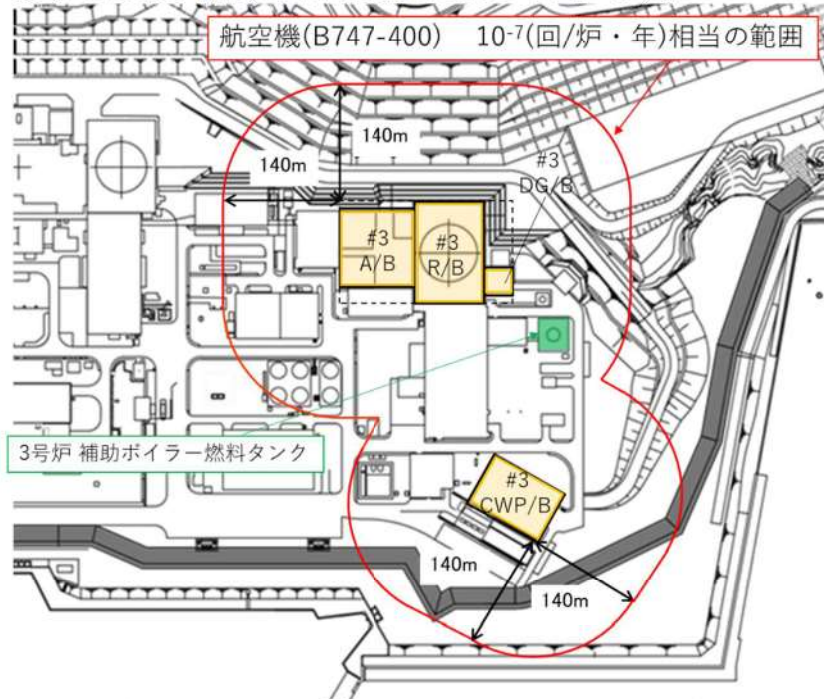 航空機(B747-400)　10⁻⁷(回/炉・年)相当の範囲
140m
140m
#3
DG/B
#3
A/B
#3
R/B
3号炉 補助ボイラー燃料タンク
#3
CWP/B
140m
140m